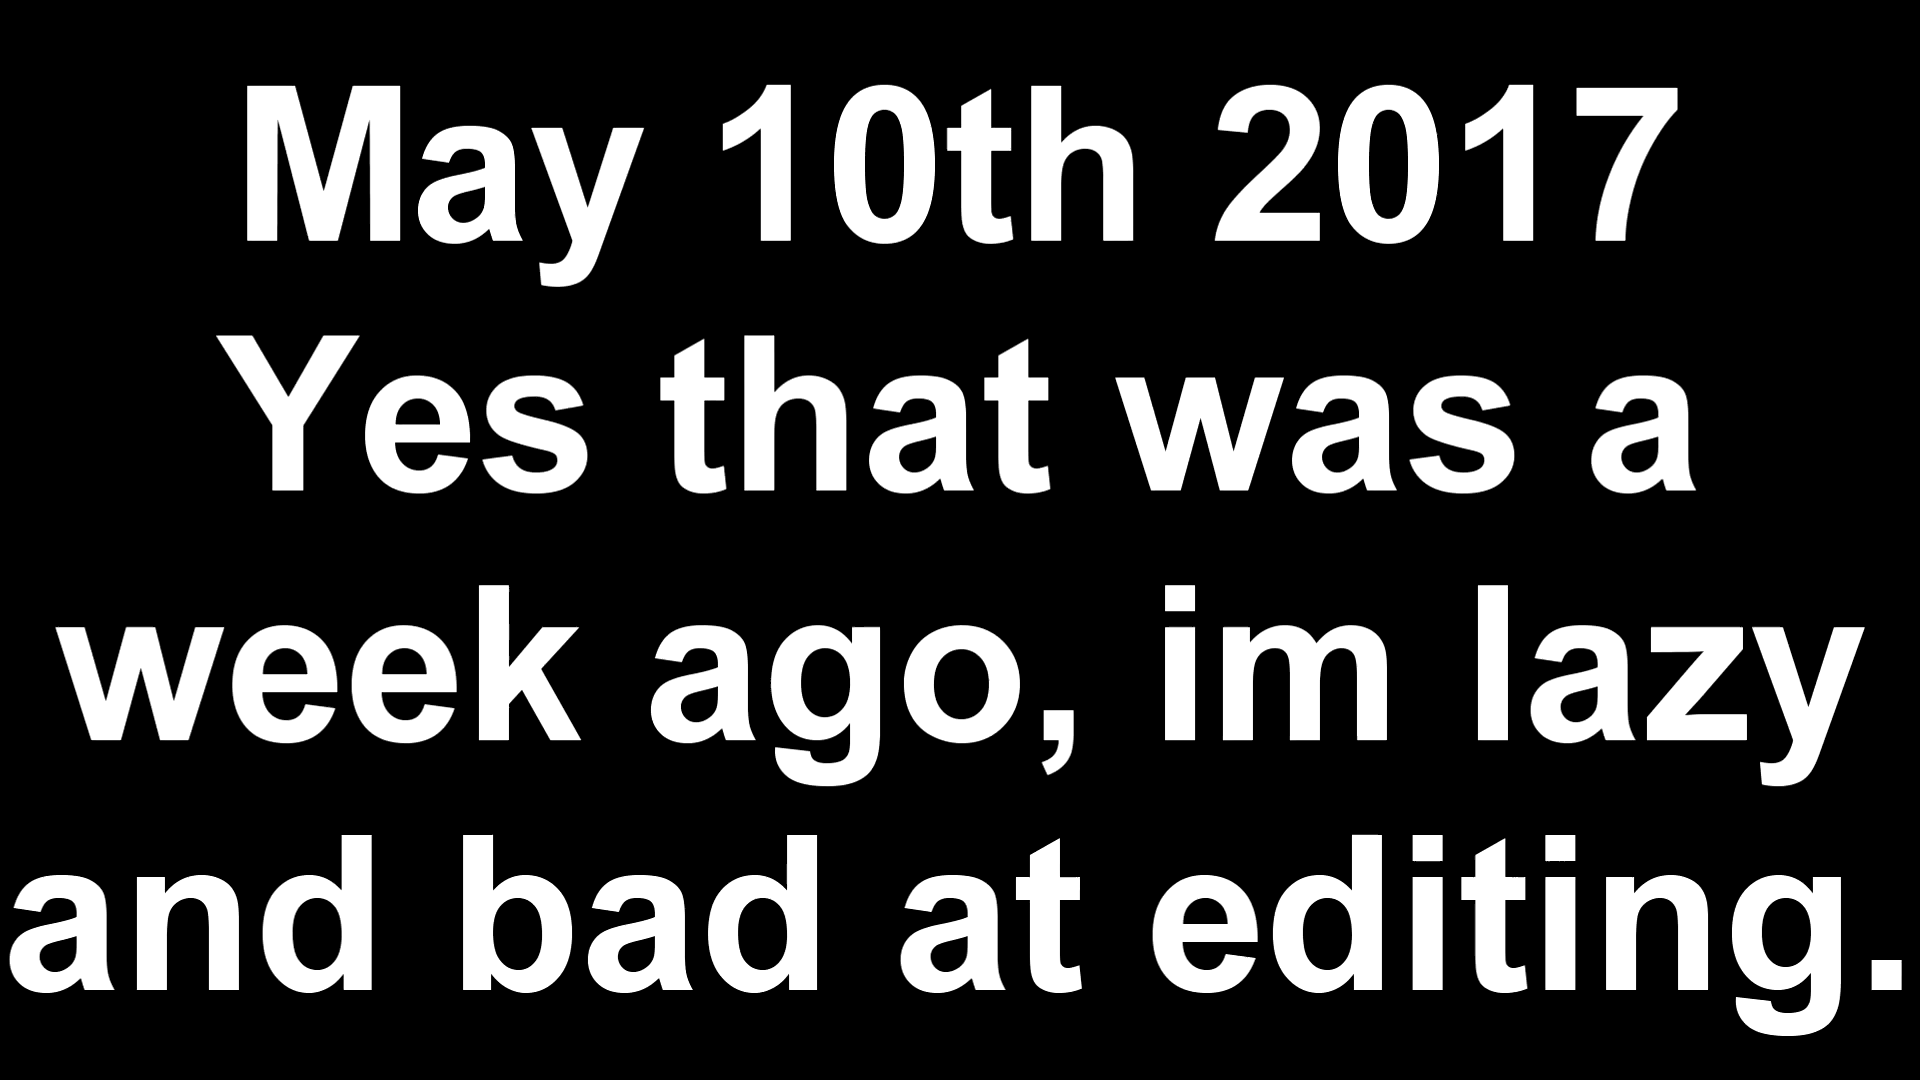 May 10th 2017
Yes that was a
week ago, im lazy
and bad at editing.